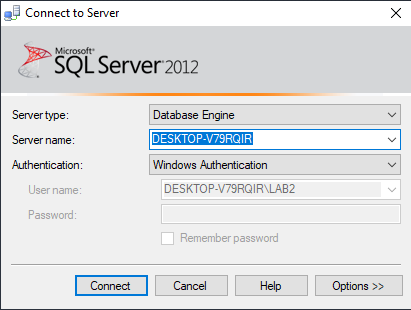 Connect to Server
Microsoft®
SQL Server® 2012
Server type: Database Engine
Server name: DESKTOP-V79RQIR
Authentication: Windows Authentication
User name: DESKTOP-V79RQIR\LAB2
Password:
Remember password
Connect Cancel Help Options >>